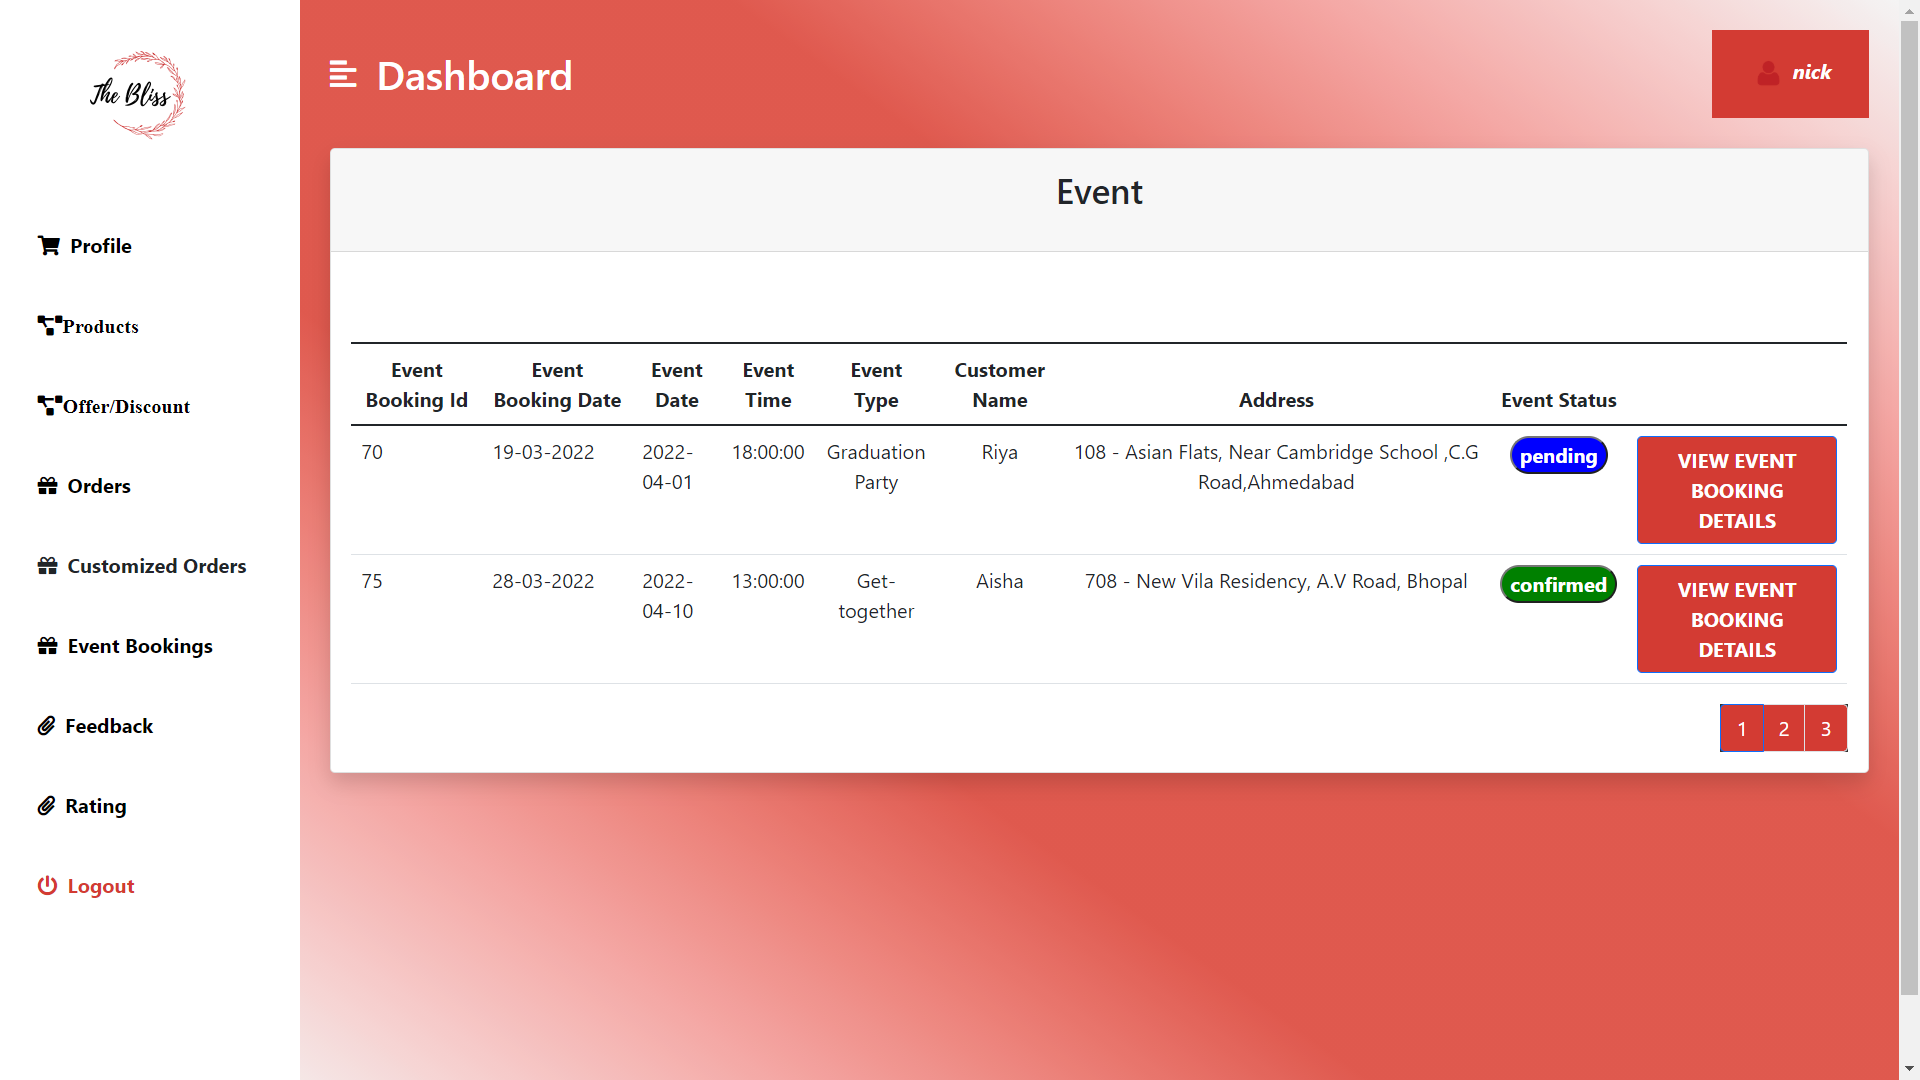 The Bliss
Dashboard
nick
Profile
Products
Offer/Discount
Orders
Customized Orders
Event Bookings
Feedback
Rating
Logout
Event
Event Booking Id
Event Booking Date
Event Date
Event Time
Event Type
Customer Name
Address
Event Status
70
19-03-2022
2022-
04-01
18:00:00
Graduation
Party
Riya
108 - Asian Flats, Near Cambridge School ,C.G
Road,Ahmedabad
pending
VIEW EVENT
BOOKING
DETAILS
75
28-03-2022
2022-
04-10
13:00:00
Get-
together
Aisha
708 - New Vila Residency, A.V Road, Bhopal
confirmed
VIEW EVENT
BOOKING
DETAILS
1 2 3